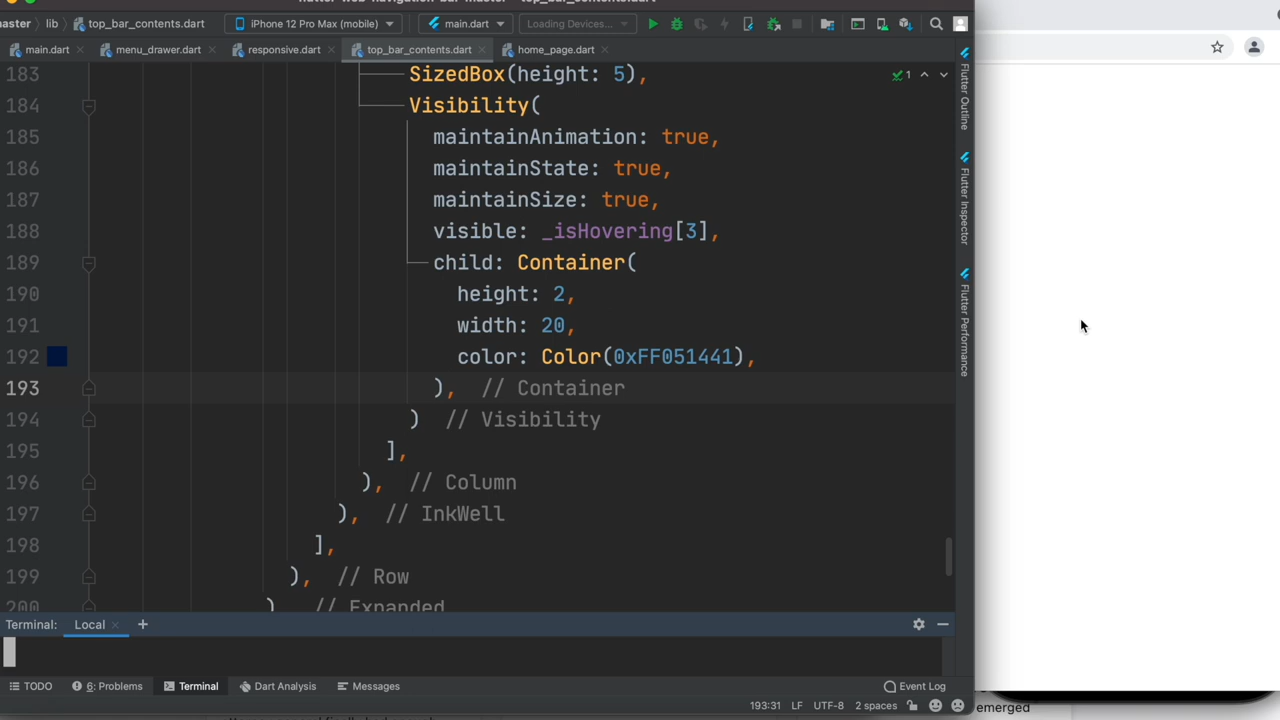 master
lib
top_bar_contents.dart
iPhone 12 Pro Max (mobile)
main.dart
Loading Devices...
main.dart
menu_drawer.dart
responsive.dart
top_bar_contents.dart
home_page.dart
183 SizedBox(height: 5),
184 Visibility(
185 maintainAnimation: true,
186 maintainState: true,
187 maintainSize: true,
188 visible: _isHovering[3],
189 child: Container(
190 height: 2,
191 width: 20,
192 color: Color(0xFF051441),
193 ), // Container
194 ) // Visibility
195 ],
196 ), // Column
197 ), // InkWell
198 ],
199 ), // Row
200 ) // Expanded
1
Flutter Outline
Flutter Inspector
Flutter Performance
Terminal: Local +
TODO
6: Problems
Terminal
Dart Analysis
Messages
Event Log
193:31 LF UTF-8 2 spaces
emerged